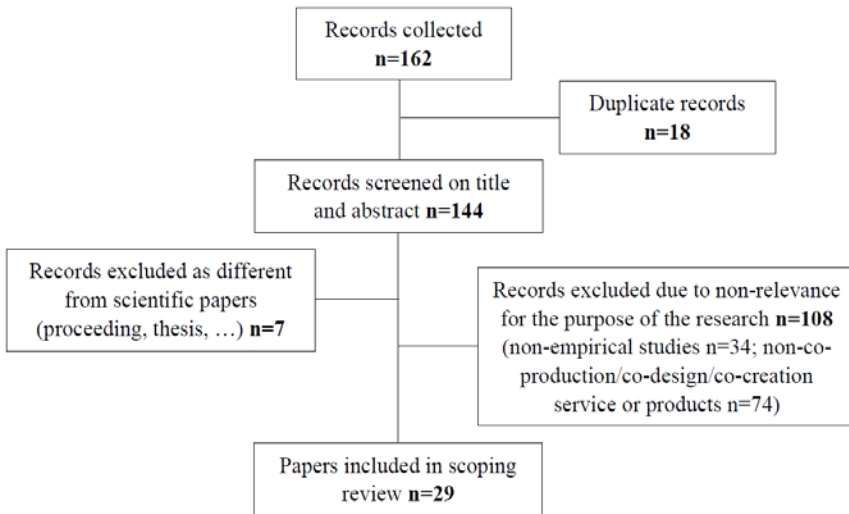 Records collected
n=162
Duplicate records
n=18
Records screened on title
and abstract n=144
Records excluded as different
from scientific papers
(proceeding, thesis, …) n=7
Records excluded due to non-relevance
for the purpose of the research n=108
(non-empirical studies n=34; non-co-
production/co-design/co-creation
service or products n=74)
Papers included in scoping
review n=29